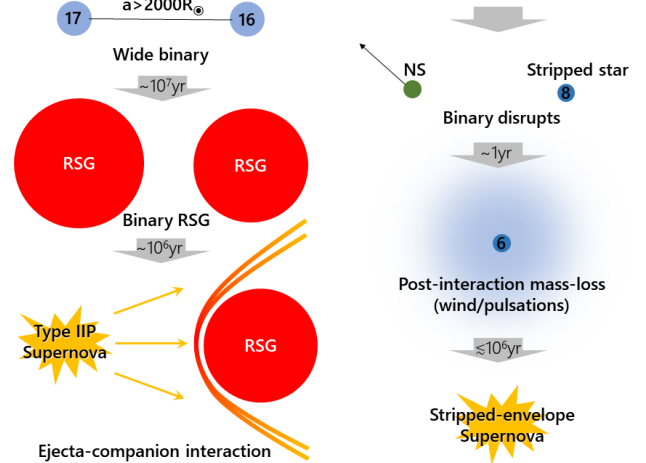 a>2000R☉
17
16
Wide binary
~10⁷yr
RSG
RSG
Binary RSG
~10⁶yr
Type IIP
Supernova
RSG
Ejecta-companion interaction
NS
Stripped star
8
Binary disrupts
~1yr
6
Post-interaction mass-loss
(wind/pulsations)
≲10⁶yr
Stripped-envelope
Supernova